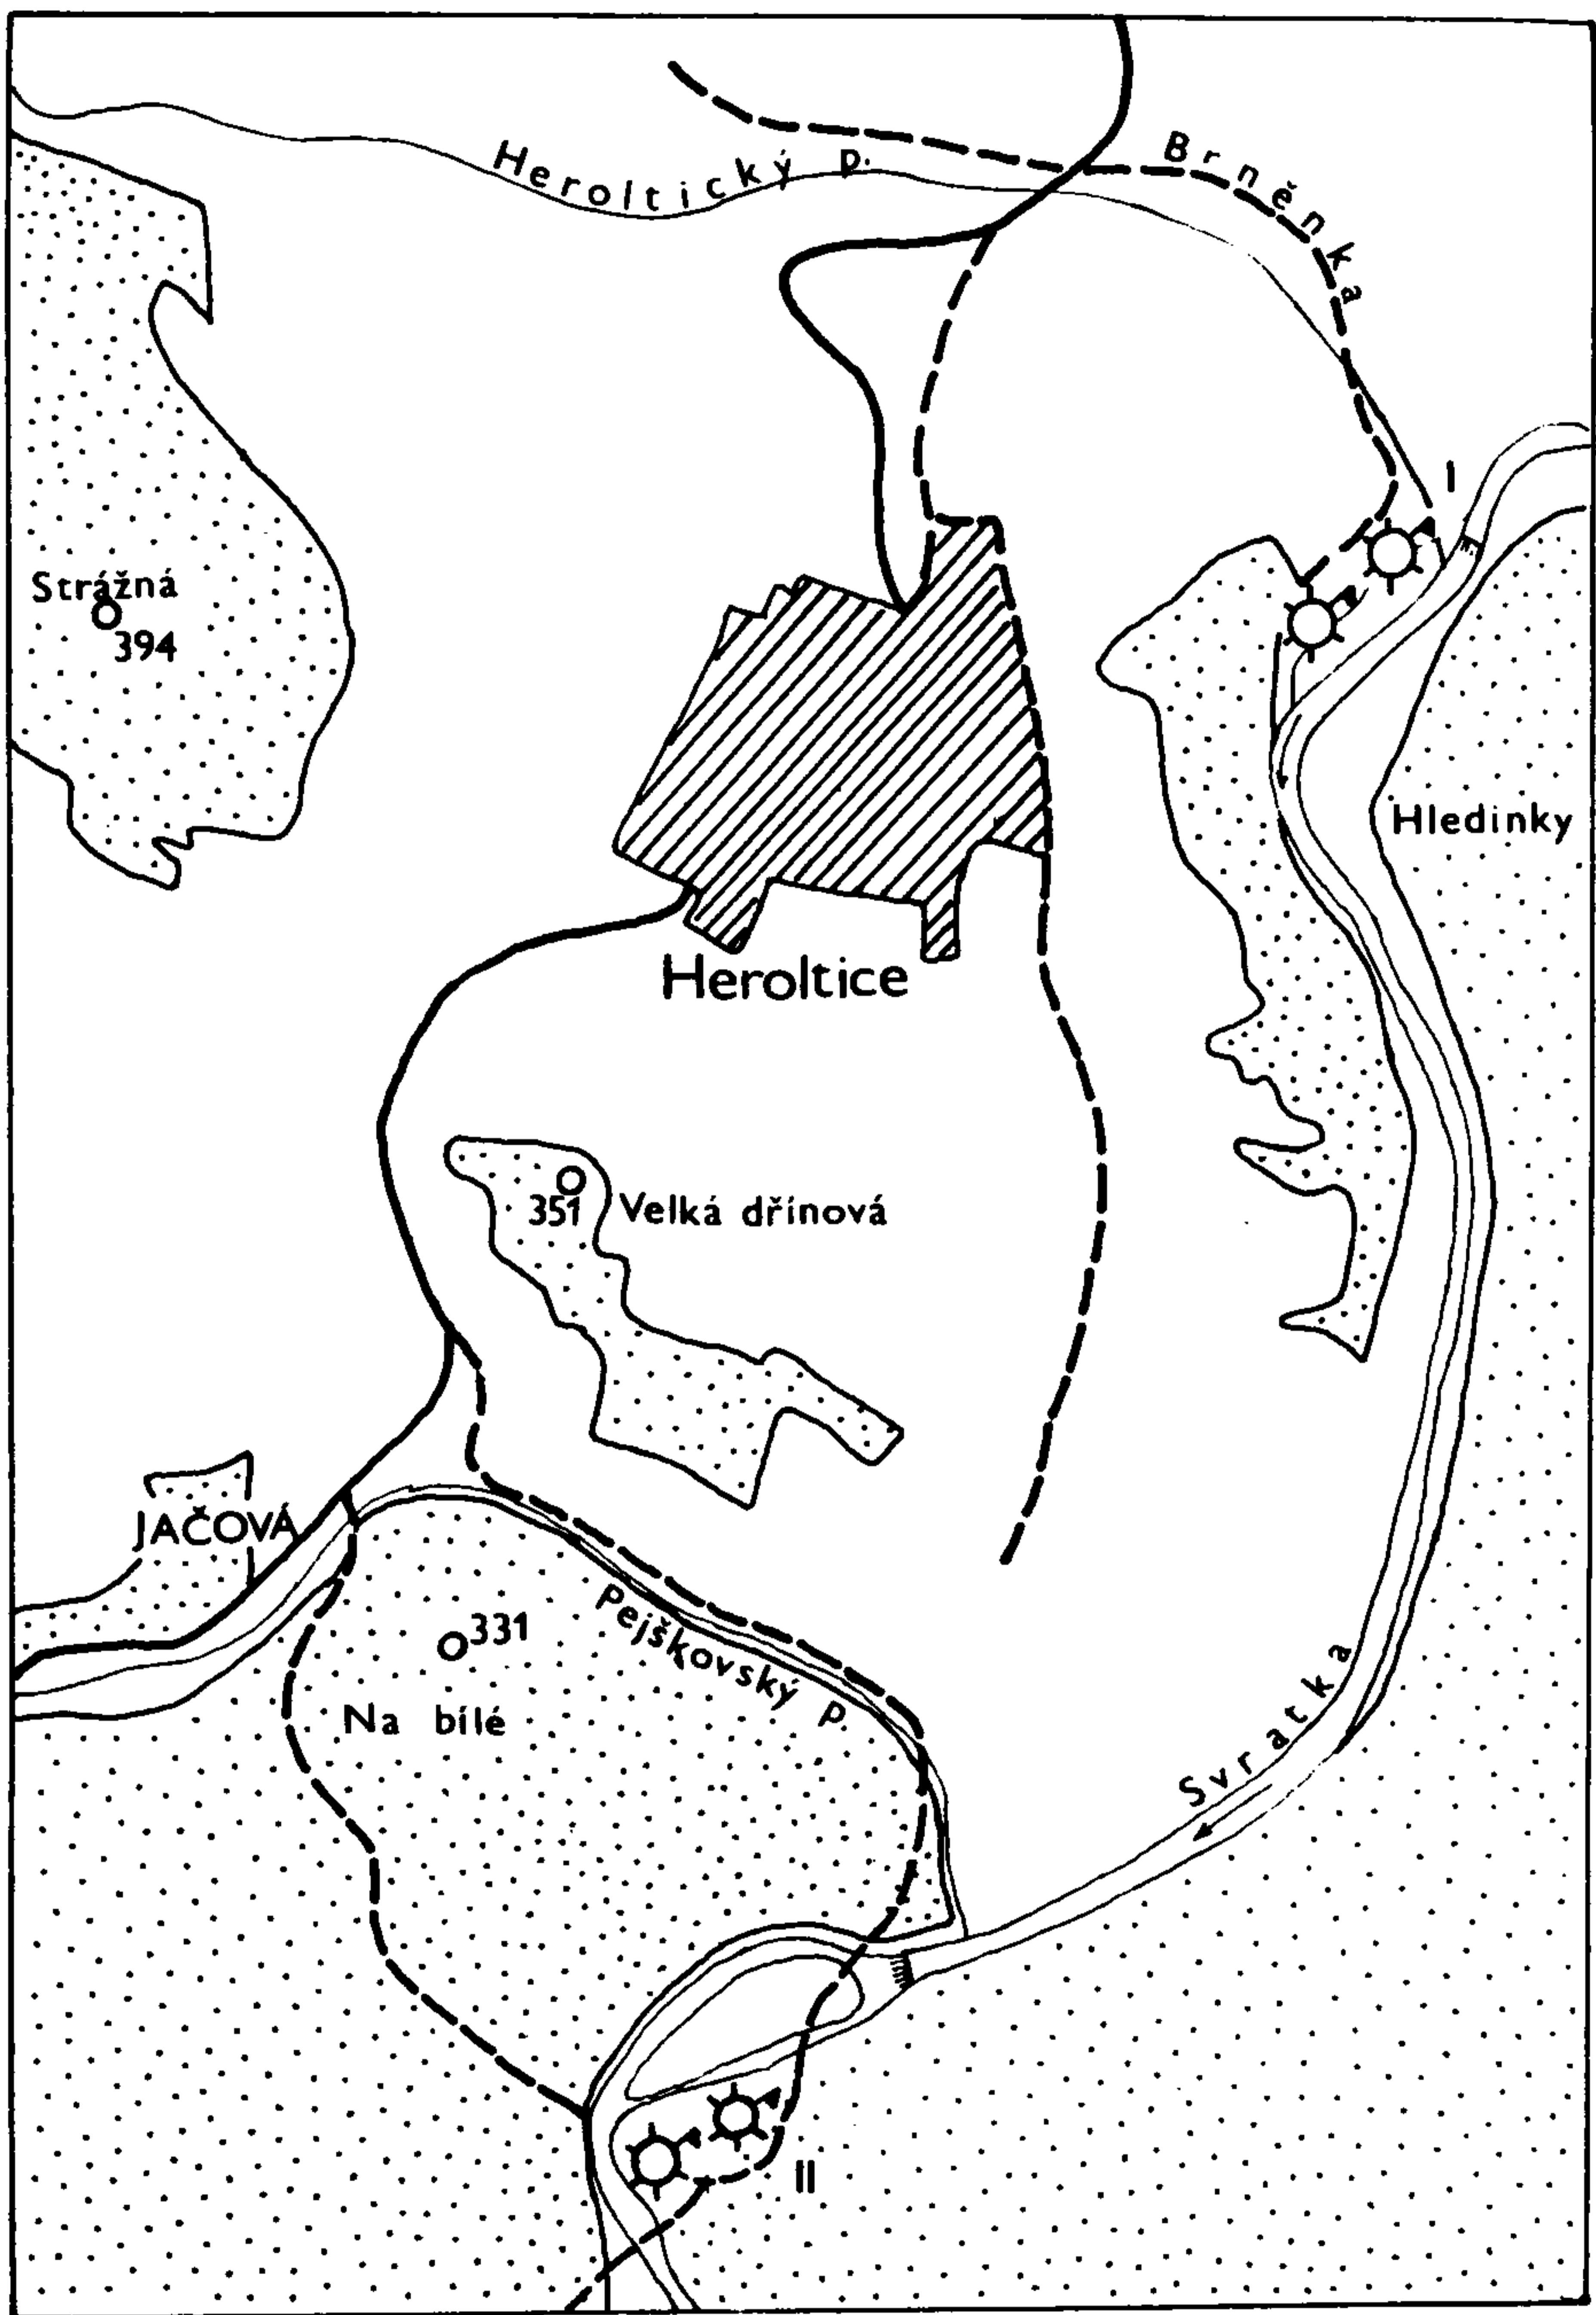 Brněnka
Heroltický p.
I
Strážná
394
Hledinky
Heroltice
351
Velká dřínová
JAČOVÁ
Pejškovský p.
331
Na bílé
Svratka
II